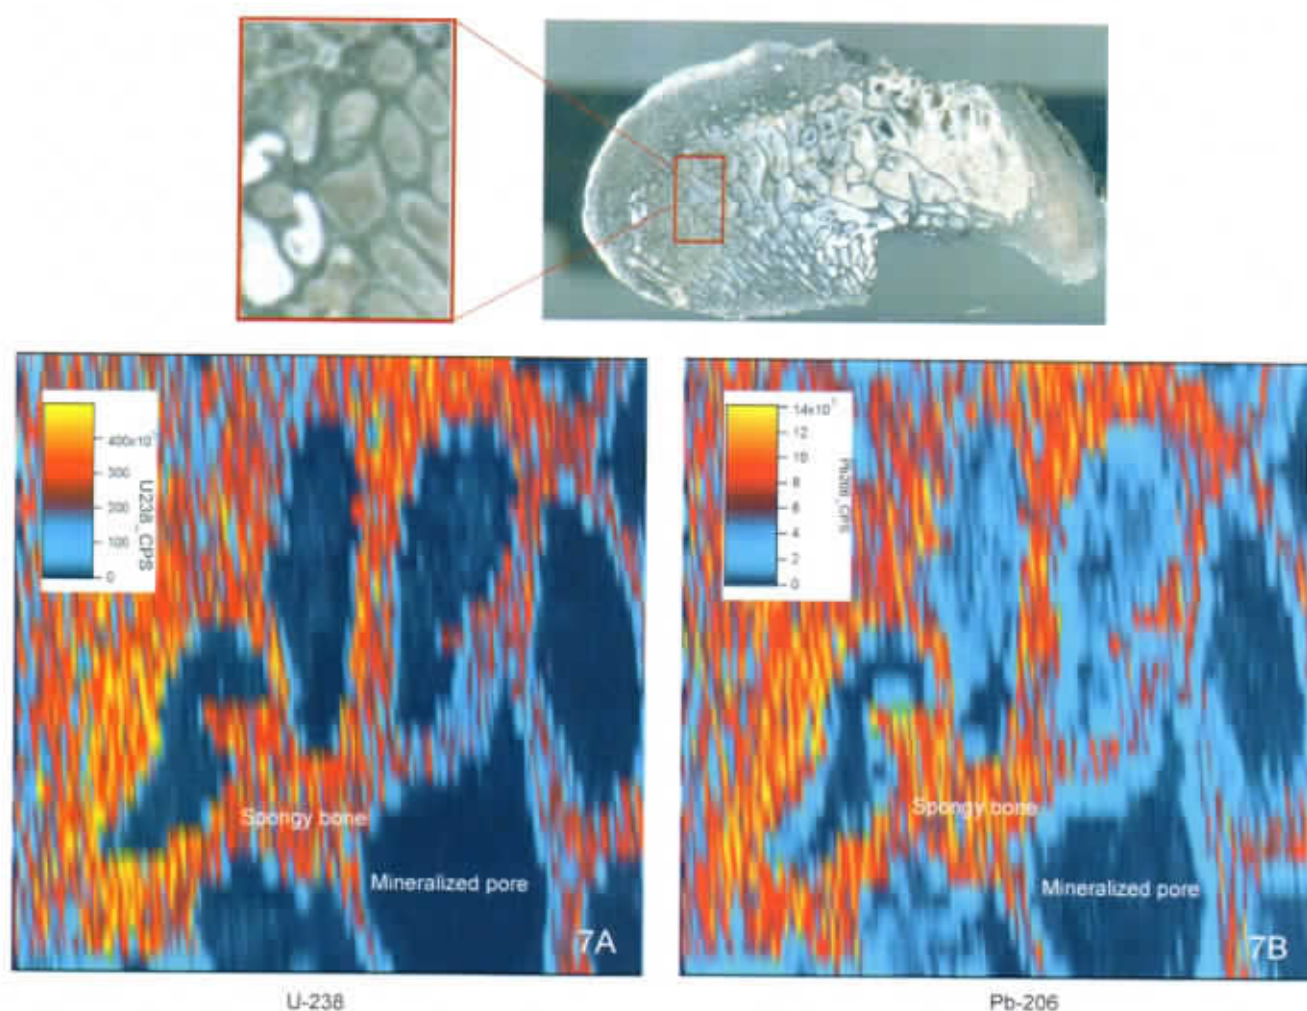 400x10³
300
200
100
0
U238_CPS
Spongy bone
Mineralized pore
7A
U-238
14x10³
12
10
8
6
4
2
0
Pb206_CPS
Spongy bone
Mineralized pore
7B
Pb-206